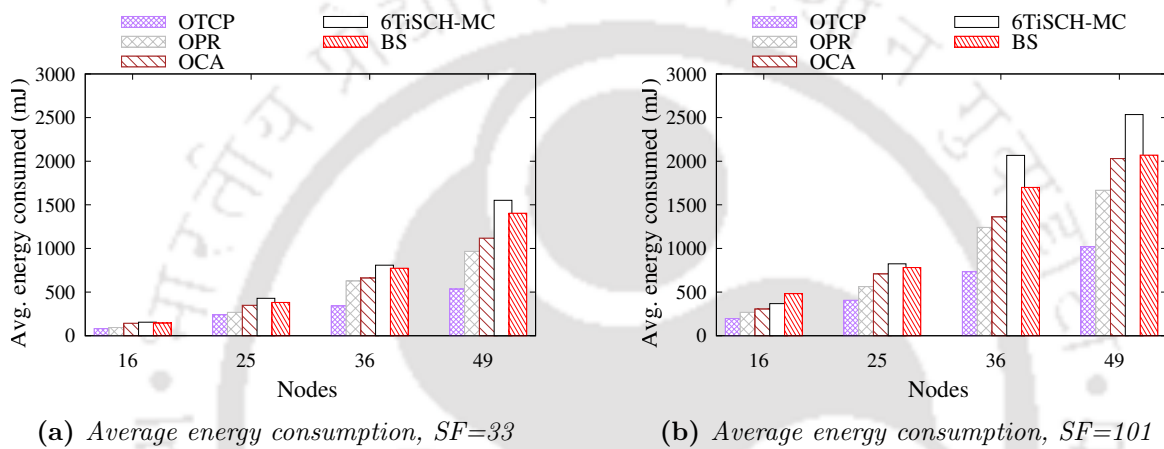 OTCP 6TiSCH-MC
OPR BS
OCA
3000
2500
2000
1500
1000
500
0
Avg. energy consumed (mJ)
16 25 36 49
Nodes
(a) Average energy consumption, SF=33
OTCP 6TiSCH-MC
OPR BS
OCA
3000
2500
2000
1500
1000
500
0
Avg. energy consumed (mJ)
16 25 36 49
Nodes
(b) Average energy consumption, SF=101